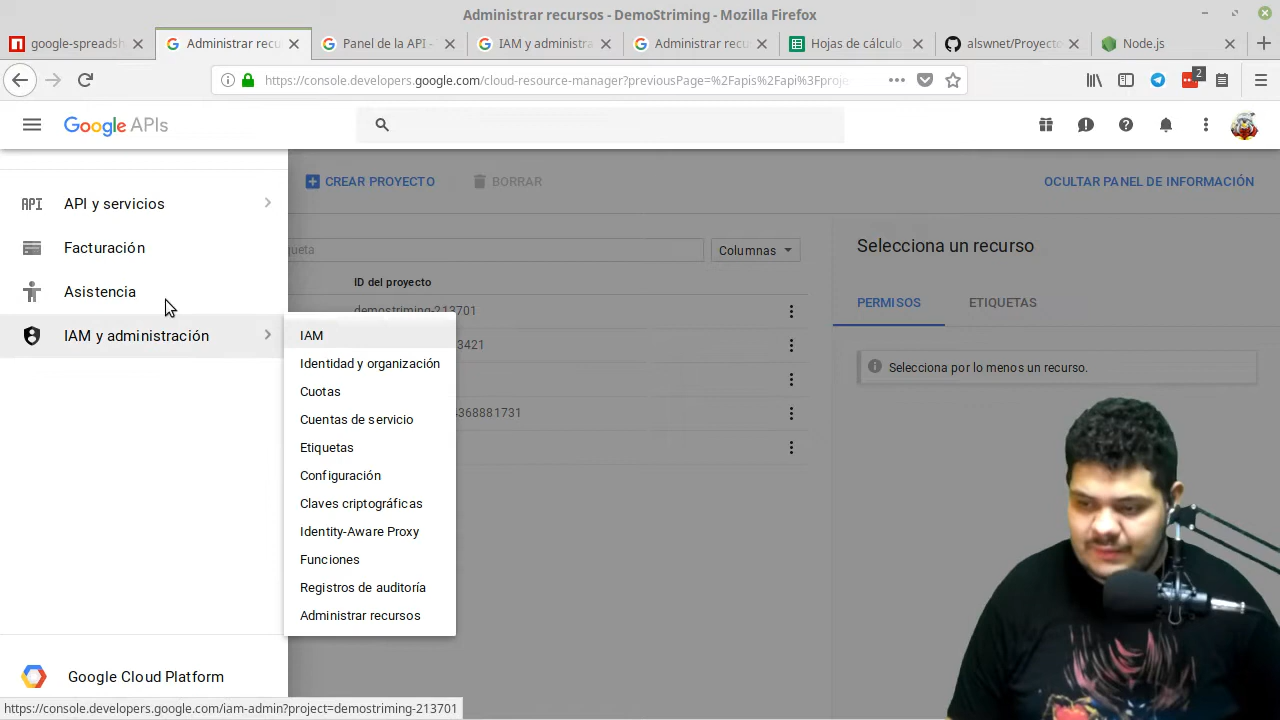 Administrar recursos - DemoStriming - Mozilla Firefox
google-spreadsh
Administrar recu
Panel de la API -
IAM y administra
Administrar recu
Hojas de cálculo
alswnet/Proyecto
Node.js
https://console.developers.google.com/cloud-resource-manager?previousPage=%2Fapis%2Fapi%3Fproje
2
Google APIs
API y servicios
Facturación
Asistencia
IAM y administración
Google Cloud Platform
CREAR PROYECTO
BORRAR
OCULTAR PANEL DE INFORMACIÓN
queta
Columnas
ID del proyecto
demostriming-213701
3421
4368881731
IAM
Identidad y organización
Cuotas
Cuentas de servicio
Etiquetas
Configuración
Claves criptográficas
Identity-Aware Proxy
Funciones
Registros de auditoría
Administrar recursos
Selecciona un recurso
PERMISOS
ETIQUETAS
Selecciona por lo menos un recurso.
https://console.developers.google.com/iam-admin?project=demostriming-213701